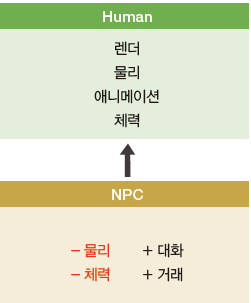 Human
렌더
물리
애니메이션
체력
NPC
– 물리 + 대화
– 체력 + 거래